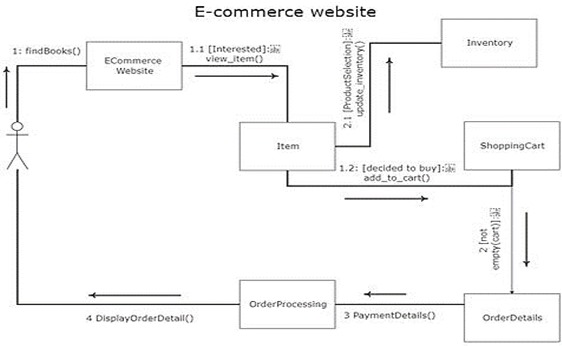 E-commerce website
1: findBooks()
ECommerce
Website
1.1 [Interested]:
view_item()
2.1 [ProductSelection]:
update_inventory()
Inventory
Item
ShoppingCart
1.2: [decided to buy]:
add_to_cart()
2 [not
empty(cart)]:
OrderProcessing
OrderDetails
4 DisplayOrderDetail()
3 PaymentDetails()